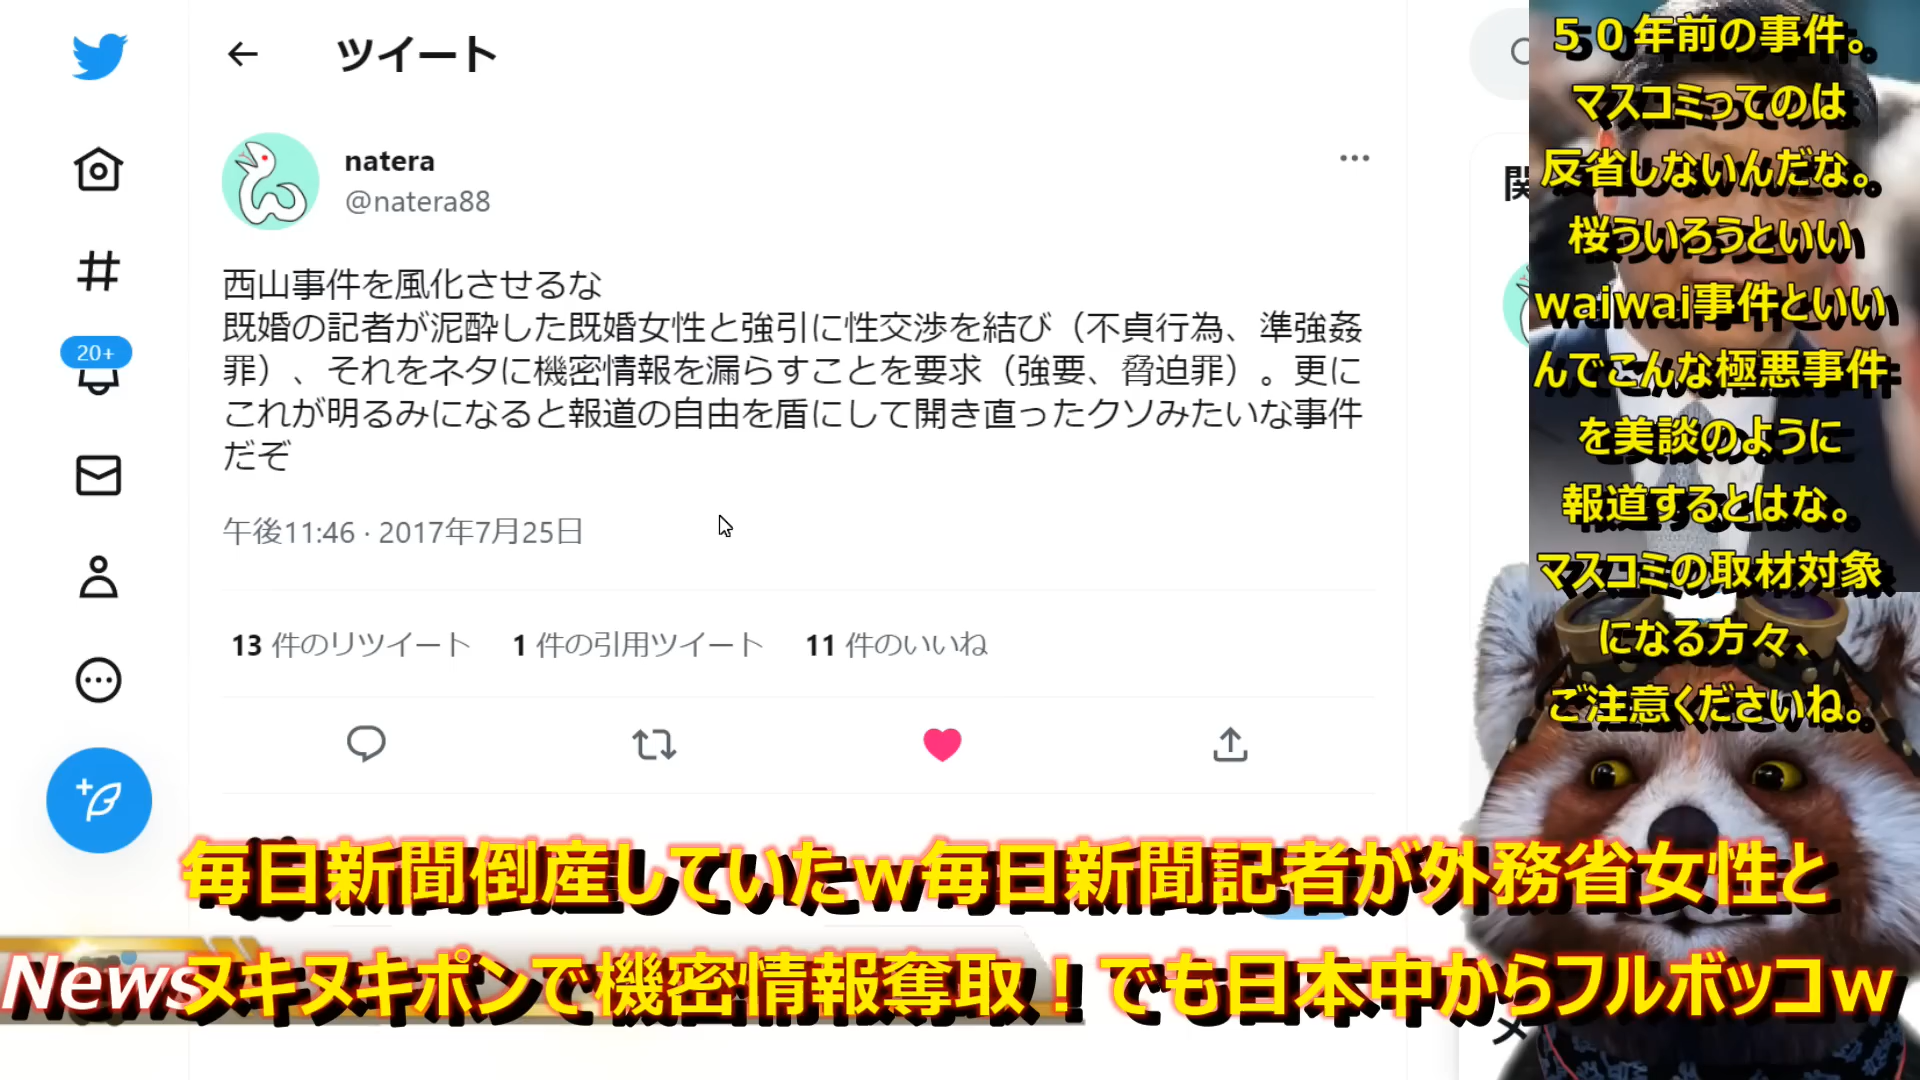 ツイート
natera
@natera88
西山事件を風化させるな
既婚の記者が泥酔した既婚女性と強引に性交渉を結び（不貞行為、準強姦
罪）、それをネタに機密情報を漏らすことを要求（強要、脅迫罪）。更に
これが明るみになると報道の自由を盾にして開き直ったクソみたいな事件
だぞ
午後11:46 · 2017年7月25日
13 件のリツイート 1 件の引用ツイート 11 件のいいね
20+
関
５０年前の事件。
マスコミってのは
反省しないんだな。
桜ういろうといい
waiwai事件といい
んでこんな極悪事件
を美談のように
報道するとはな。
マスコミの取材対象
になる方々、
ご注意くださいね。
毎日新聞倒産していたw毎日新聞記者が外務省女性と
News
ヌキヌキポンで機密情報奪取！でも日本中からフルボッコw
メ